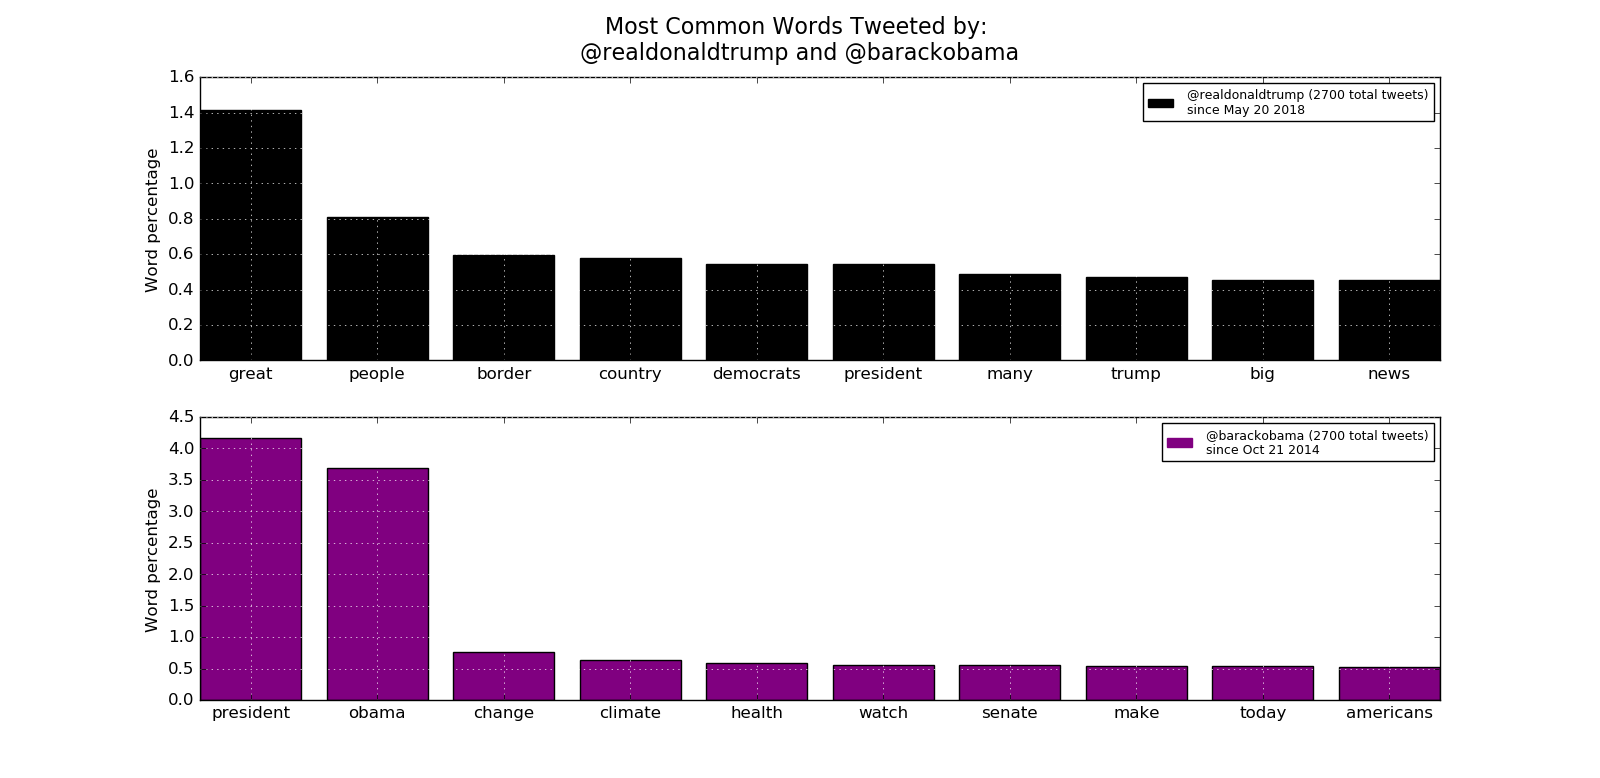 Most Common Words Tweeted by:
@realdonaldtrump and @barackobama
1.6
1.4
1.2
1.0
0.8
0.6
0.4
0.2
0.0
Word percentage
@realdonaldtrump (2700 total tweets)
since May 20 2018
great people border country democrats president many trump big news
4.5
4.0
3.5
3.0
2.5
2.0
1.5
1.0
0.5
0.0
Word percentage
@barackobama (2700 total tweets)
since Oct 21 2014
president obama change climate health watch senate make today americans